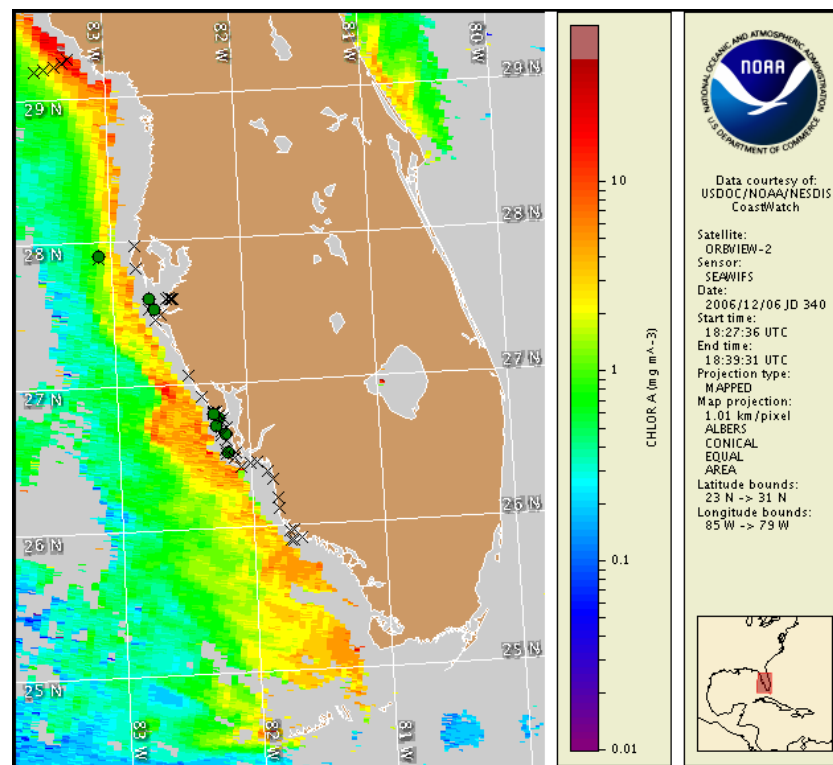 83 W
82 W
81 W
80 W
29 N
29 N
28 N
28 N
27 N
27 N
26 N
26 N
25 N
25 N
83 W
82 W
81 W
10
1
0.1
0.01
CHLOR A (mg m^-3)
NATIONAL OCEANIC AND ATMOSPHERIC ADMINISTRATION
NOAA
U.S. DEPARTMENT OF COMMERCE
Data courtesy of:
USDOC/NOAA/NESDIS
CoastWatch
Satellite:
ORBVIEW-2
Sensor:
SEAWIFS
Date:
2006/12/06 JD 340
Start time:
18:27:36 UTC
End time:
18:39:31 UTC
Projection type:
MAPPED
Map projection:
1.01 km/pixel
ALBERS
CONICAL
EQUAL
AREA
Latitude bounds:
23 N -> 31 N
Longitude bounds:
85 W -> 79 W